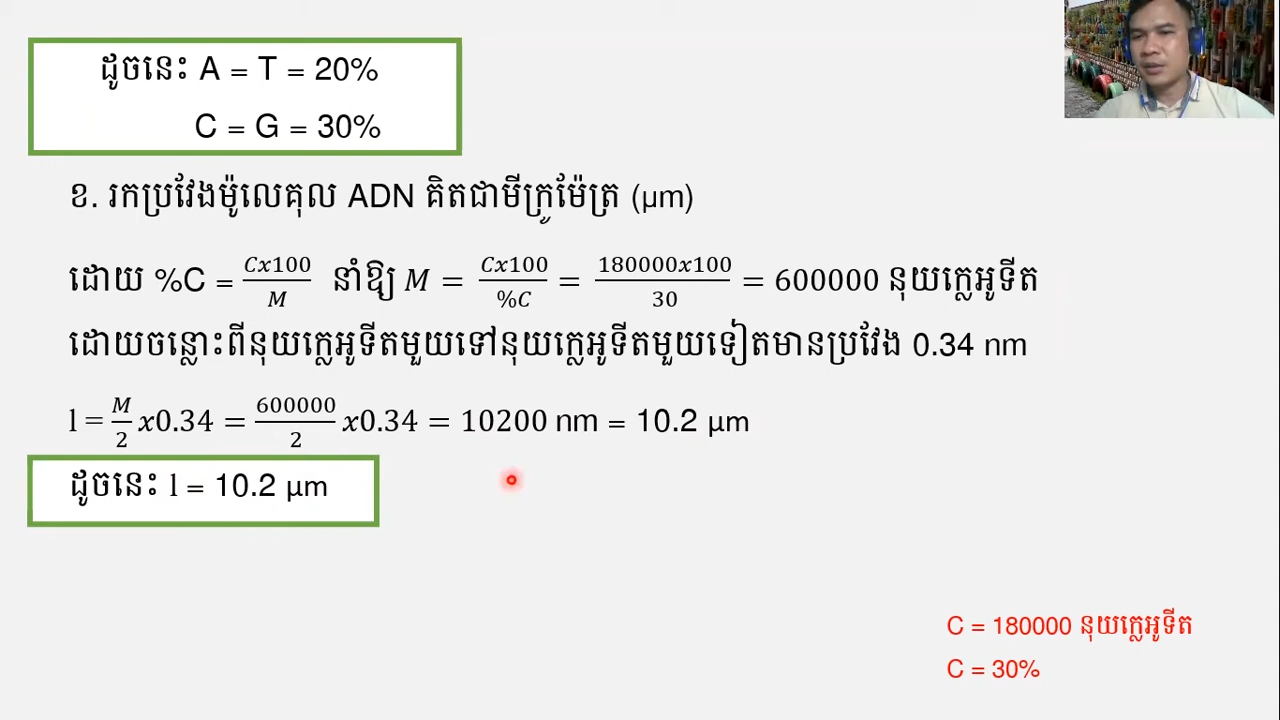 ដូចនេះ A = T = 20%
C = G = 30%
ខ. រកប្រវែងម៉ូលេគុល ADN គិតជាមីក្រូម៉ែត្រ (µm)
ដោយ %C = Cx100/M នាំឱ្យ M = Cx100/%C = 180000x100/30 = 600000 នុយក្លេអូទីត
ដោយចន្លោះពីនុយក្លេអូទីតមួយទៅនុយក្លេអូទីតមួយទៀតមានប្រវែង 0.34 nm
l = M/2 x0.34 = 600000/2 x0.34 = 10200 nm = 10.2 µm
ដូចនេះ l = 10.2 µm
C = 180000 នុយក្លេអូទីត
C = 30%